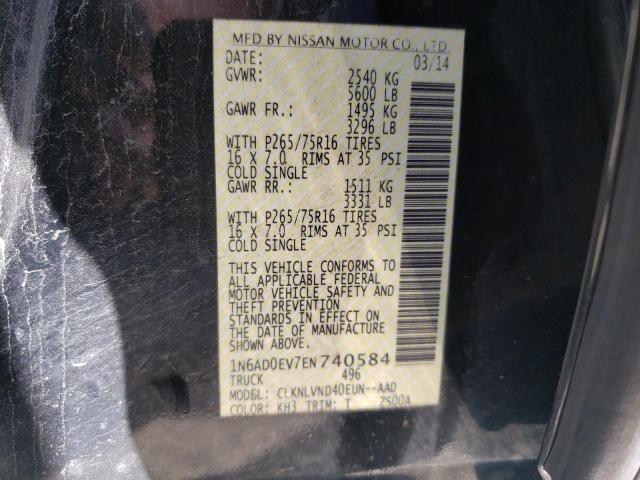 MFD BY NISSAN MOTOR CO., LTD.
DATE: 03/14
GVWR: 2540 KG
5600 LB
GAWR FR.: 1495 KG
3296 LB
WITH P265/75R16 TIRES
16 X 7.0 RIMS AT 35 PSI
COLD SINGLE
GAWR RR.: 1511 KG
3331 LB
WITH P265/75R16 TIRES
16 X 7.0 RIMS AT 35 PSI
COLD SINGLE
THIS VEHICLE CONFORMS TO
ALL APPLICABLE FEDERAL
MOTOR VEHICLE SAFETY AND
THEFT PREVENTION
STANDARDS IN EFFECT ON
THE DATE OF MANUFACTURE
SHOWN ABOVE.
1N6AD0EV7EN740584
TRUCK 496
MODEL: CLKNLVND40EUN--AAD
COLOR: KH3 TRIM: T ZS00A